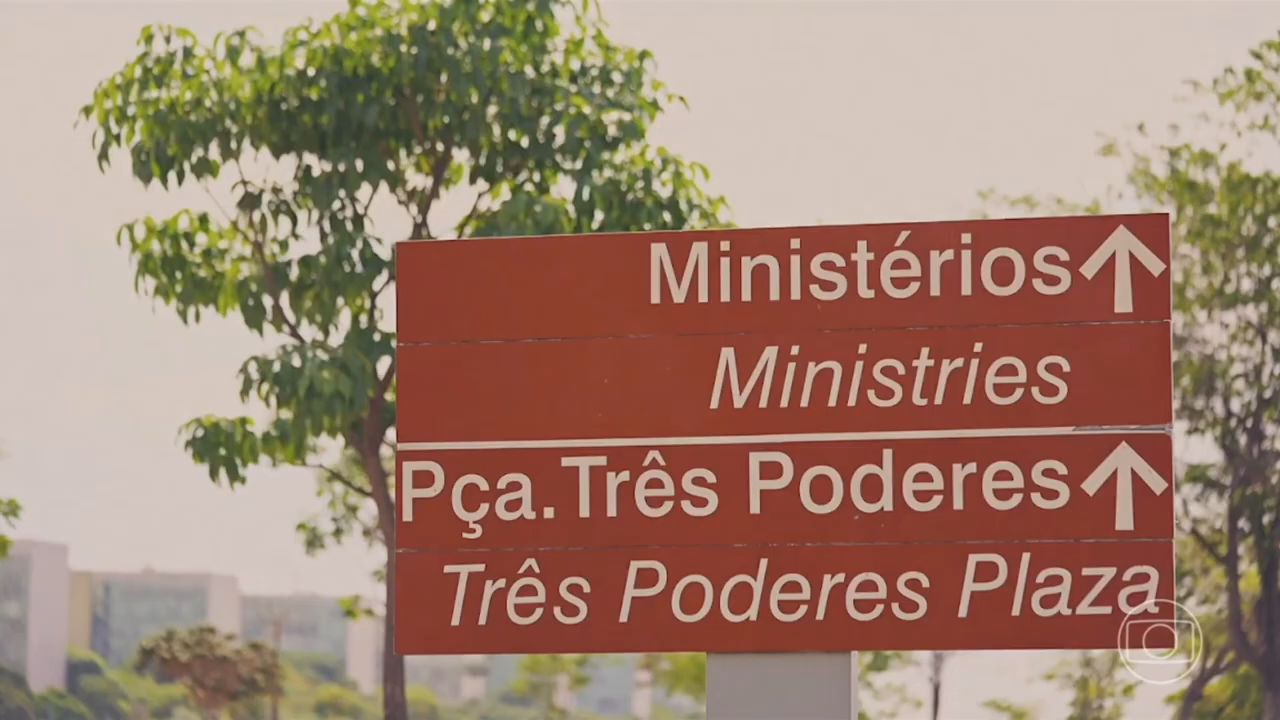 Ministérios
Ministries
Pça.Três Poderes
Três Poderes Plaza